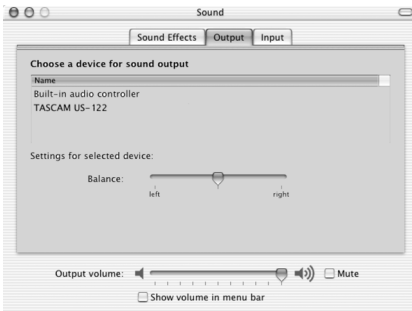 Sound
Sound Effects Output Input
Choose a device for sound output
Name
Built-in audio controller
TASCAM US-122
Settings for selected device:
Balance:
left right
Output volume: Mute
Show volume in menu bar